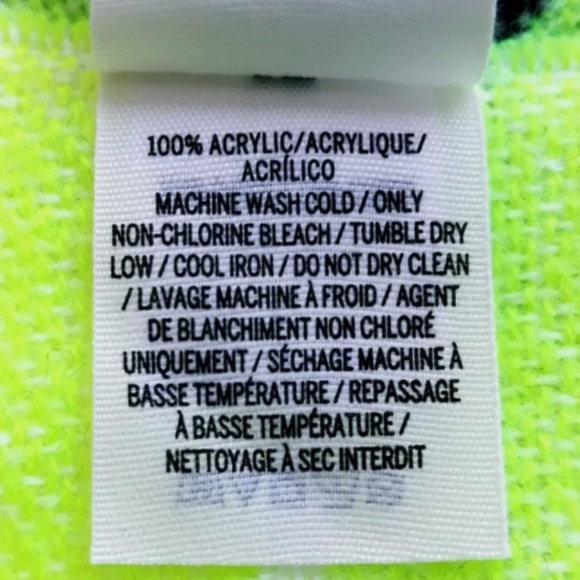 100% ACRYLIC/ACRYLIQUE/
ACRÍLICO
MACHINE WASH COLD / ONLY
NON-CHLORINE BLEACH / TUMBLE DRY
LOW / COOL IRON / DO NOT DRY CLEAN
/ LAVAGE MACHINE À FROID / AGENT
DE BLANCHIMENT NON CHLORÉ
UNIQUEMENT / SÉCHAGE MACHINE À
BASSE TEMPÉRATURE / REPASSAGE
À BASSE TEMPÉRATURE /
NETTOYAGE À SEC INTERDIT